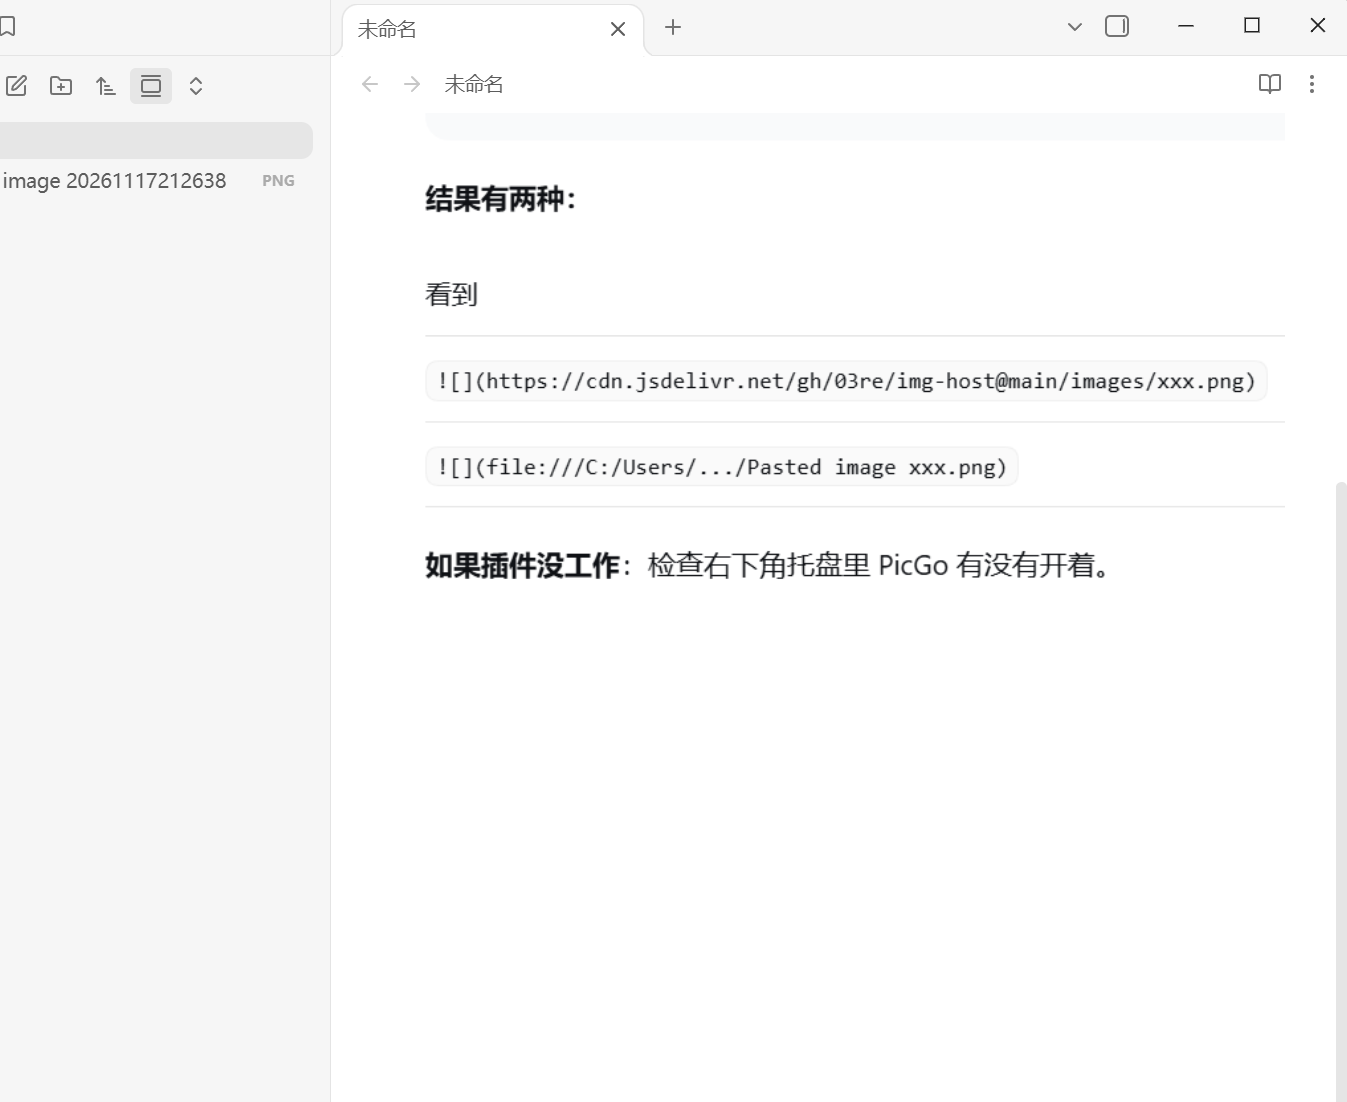 未命名
未命名
image 20261117212638 PNG
结果有两种：
看到
![](https://cdn.jsdelivr.net/gh/03re/img-host@main/images/xxx.png)
![](file:///C:/Users/.../Pasted image xxx.png)
如果插件没工作：检查右下角托盘里 PicGo 有没有开着。